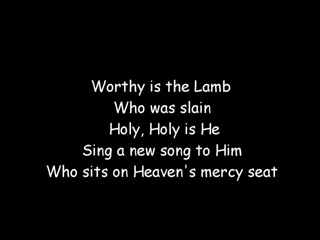 Worthy is the Lamb
Who was slain
Holy, Holy is He
Sing a new song to Him
Who sits on Heaven's mercy seat